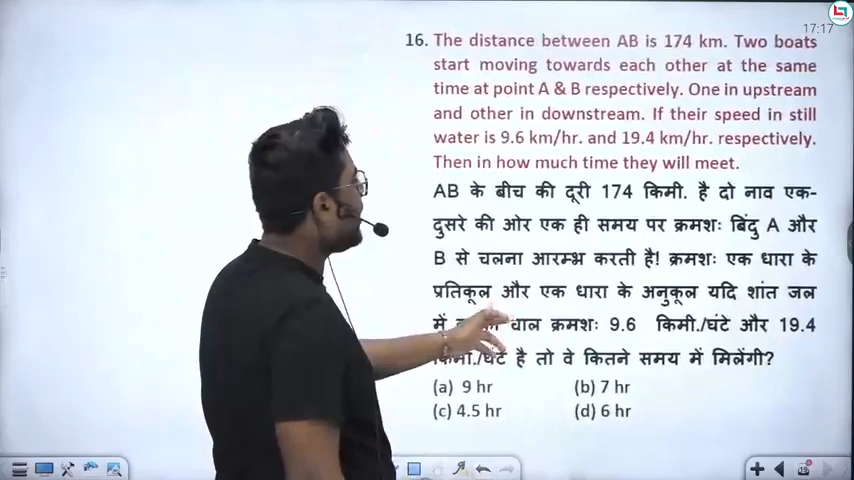 17:17
16. The distance between AB is 174 km. Two boats
start moving towards each other at the same
time at point A & B respectively. One in upstream
and other in downstream. If their speed in still
water is 9.6 km/hr. and 19.4 km/hr. respectively.
Then in how much time they will meet.
AB के बीच की दूरी 174 किमी. है दो नाव एक-
दुसरे की ओर एक ही समय पर क्रमशः बिंदु A और
B से चलना आरम्भ करती है! क्रमशः एक धारा के
प्रतिकूल और एक धारा के अनुकूल यदि शांत जल
में चाल क्रमशः 9.6 किमी./घंटे और 19.4
किमी./घंटे है तो वे कितने समय में मिलेंगी?
(a) 9 hr (b) 7 hr
(c) 4.5 hr (d) 6 hr